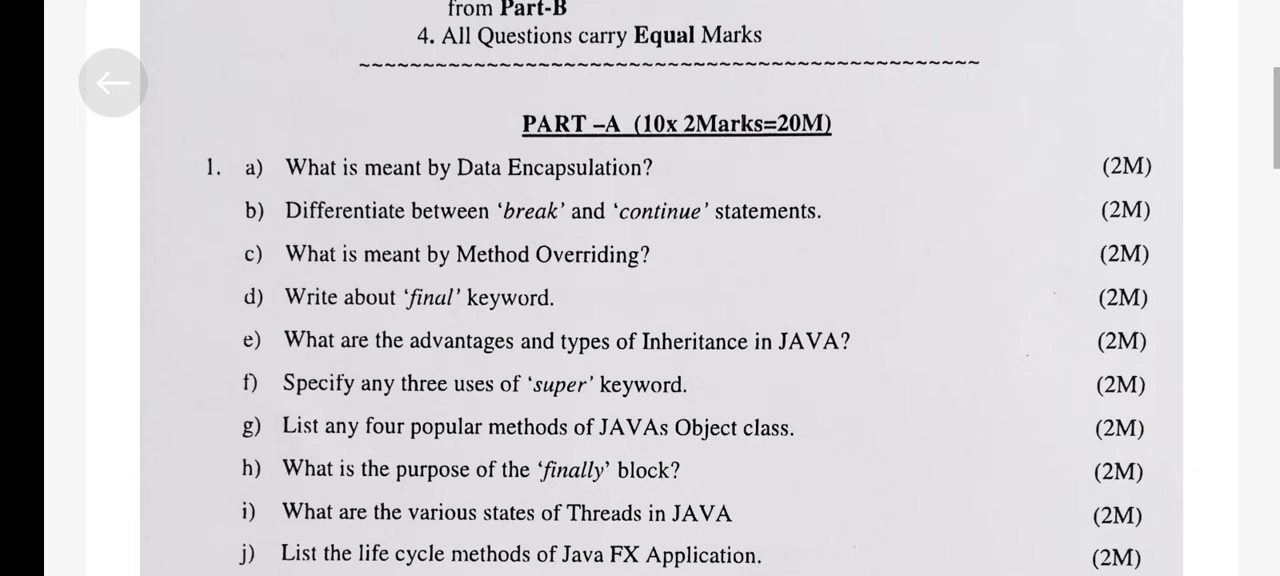 from Part-B
4. All Questions carry Equal Marks
PART –A (10x 2Marks=20M)
1. a) What is meant by Data Encapsulation? (2M)
b) Differentiate between ‘break’ and ‘continue’ statements. (2M)
c) What is meant by Method Overriding? (2M)
d) Write about ‘final’ keyword. (2M)
e) What are the advantages and types of Inheritance in JAVA? (2M)
f) Specify any three uses of ‘super’ keyword. (2M)
g) List any four popular methods of JAVAs Object class. (2M)
h) What is the purpose of the ‘finally’ block? (2M)
i) What are the various states of Threads in JAVA (2M)
j) List the life cycle methods of Java FX Application. (2M)